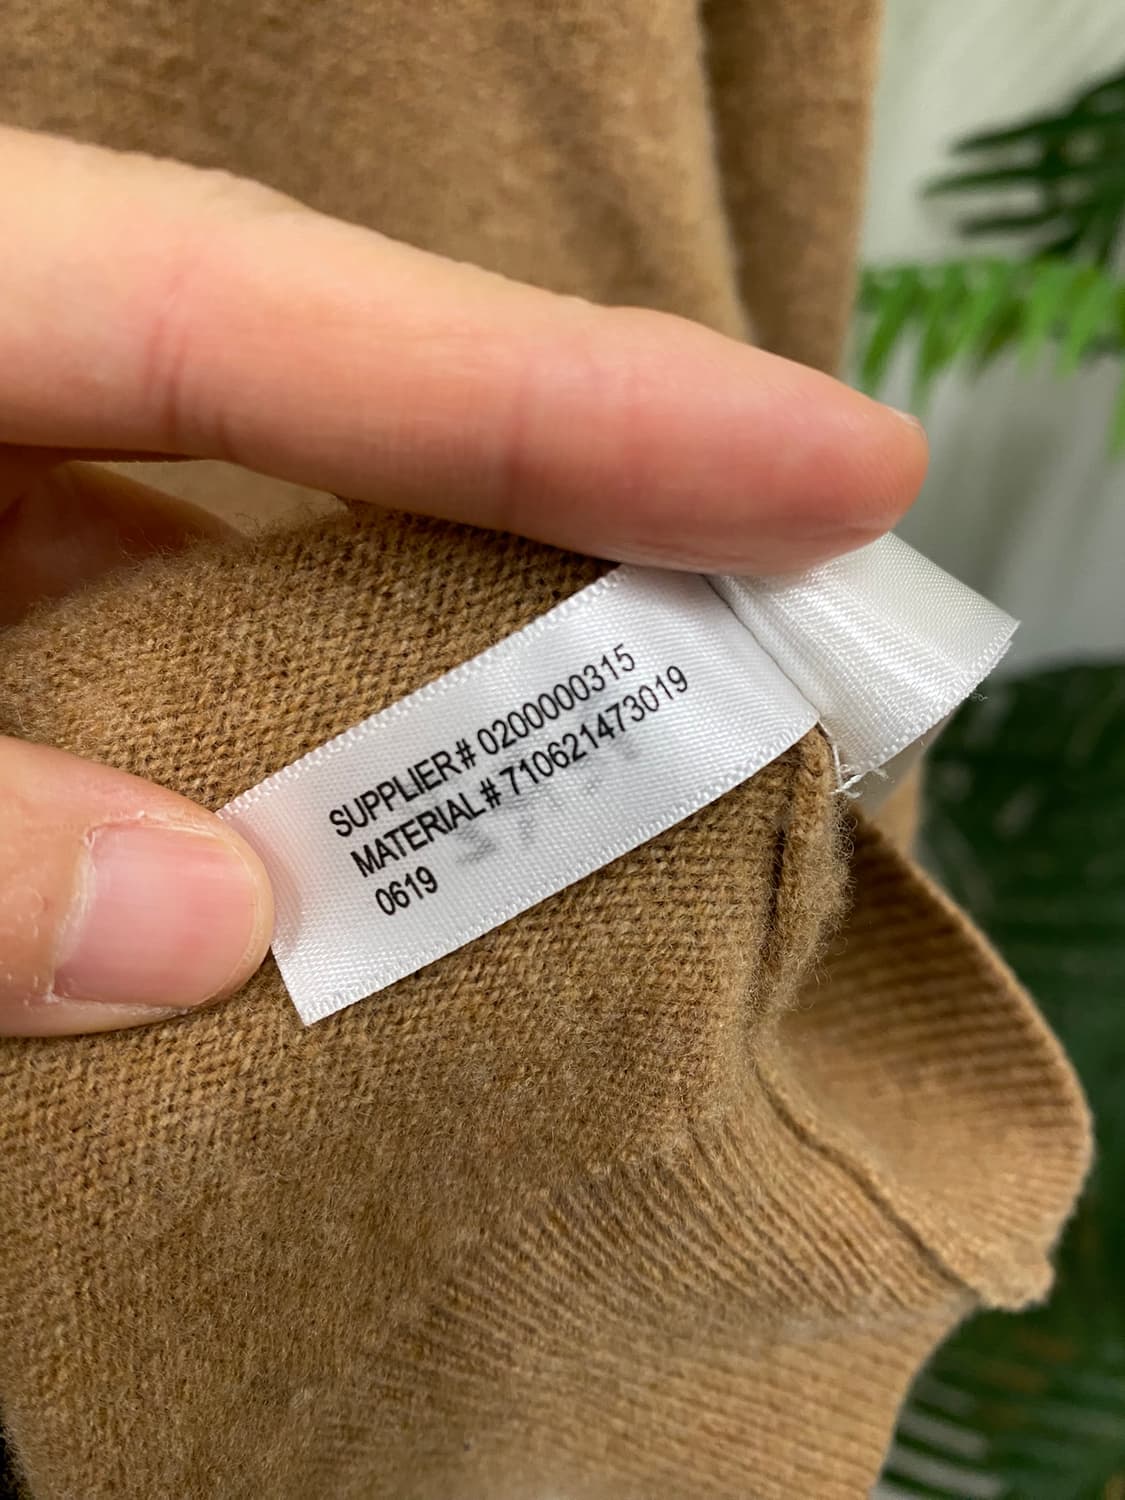 SUPPLIER# 0200000315
MATERIAL# 710621473019
0619